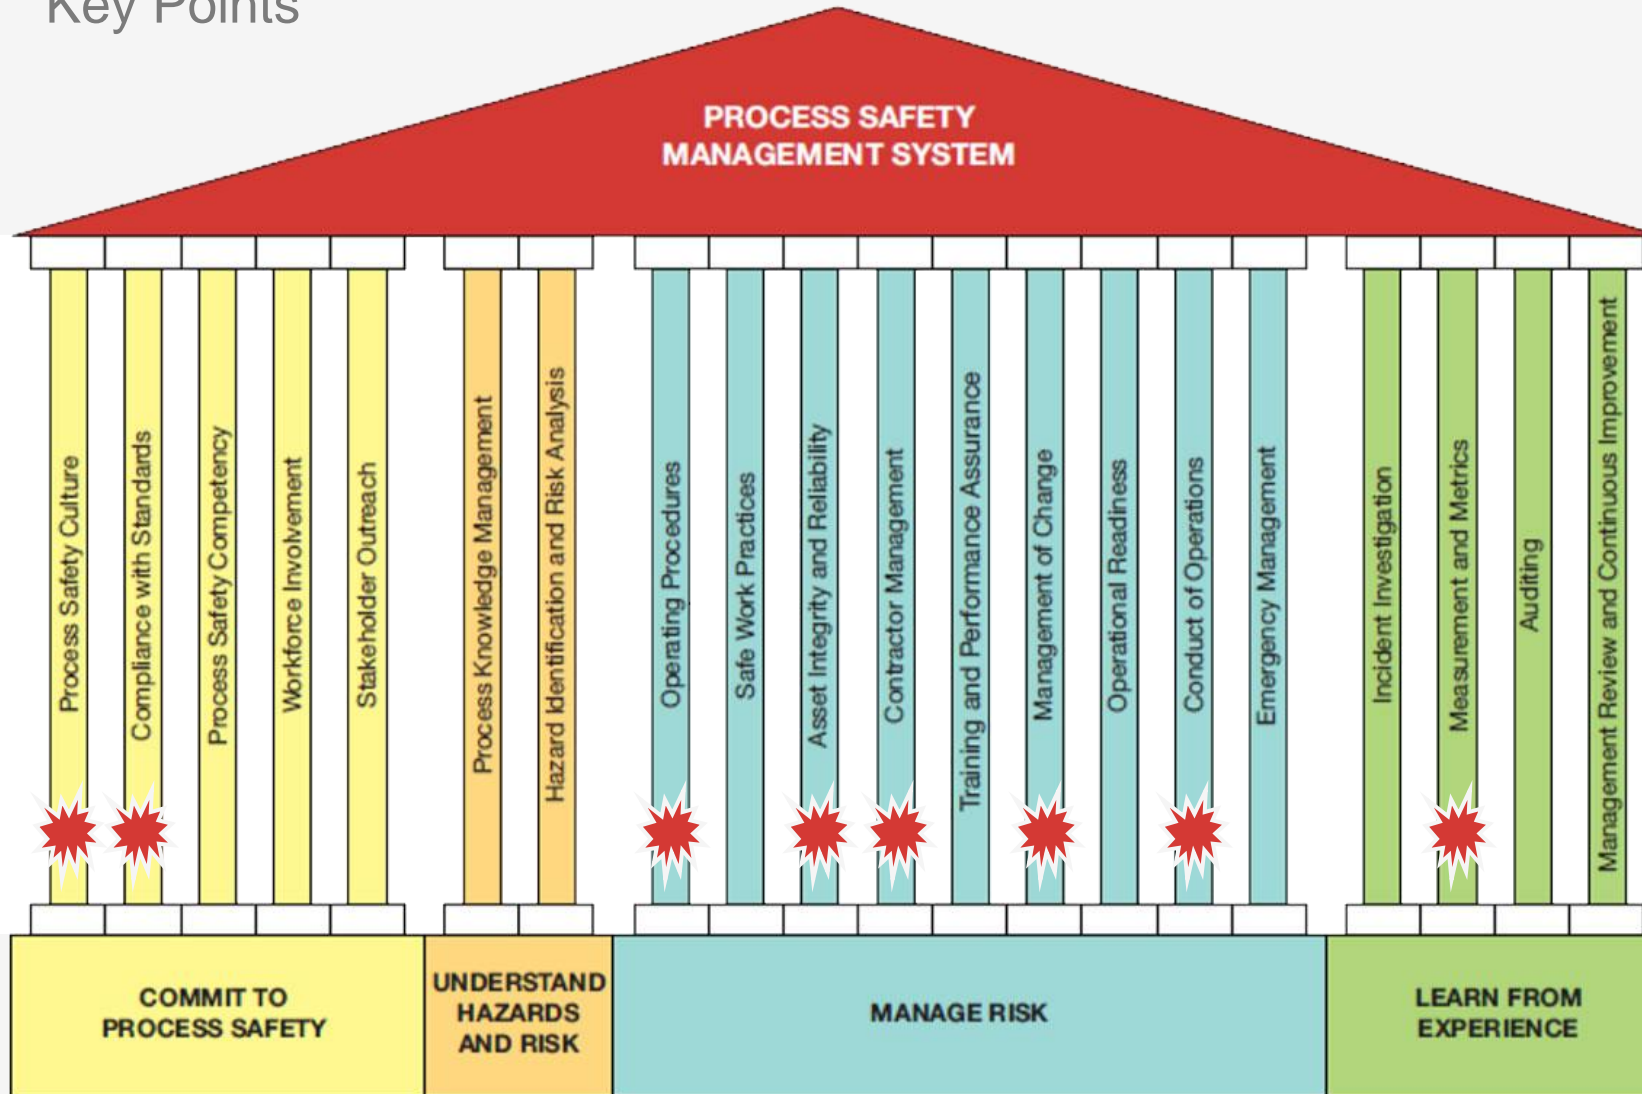 Key Points
PROCESS SAFETY
MANAGEMENT SYSTEM
Process Safety Culture
Compliance with Standards
Process Safety Competency
Workforce Involvement
Stakeholder Outreach
Process Knowledge Management
Hazard Identification and Risk Analysis
Operating Procedures
Safe Work Practices
Asset Integrity and Reliability
Contractor Management
Training and Performance Assurance
Management of Change
Operational Readiness
Conduct of Operations
Emergency Management
Incident Investigation
Measurement and Metrics
Auditing
Management Review and Continuous Improvement
COMMIT TO
PROCESS SAFETY
UNDERSTAND
HAZARDS
AND RISK
MANAGE RISK
LEARN FROM
EXPERIENCE